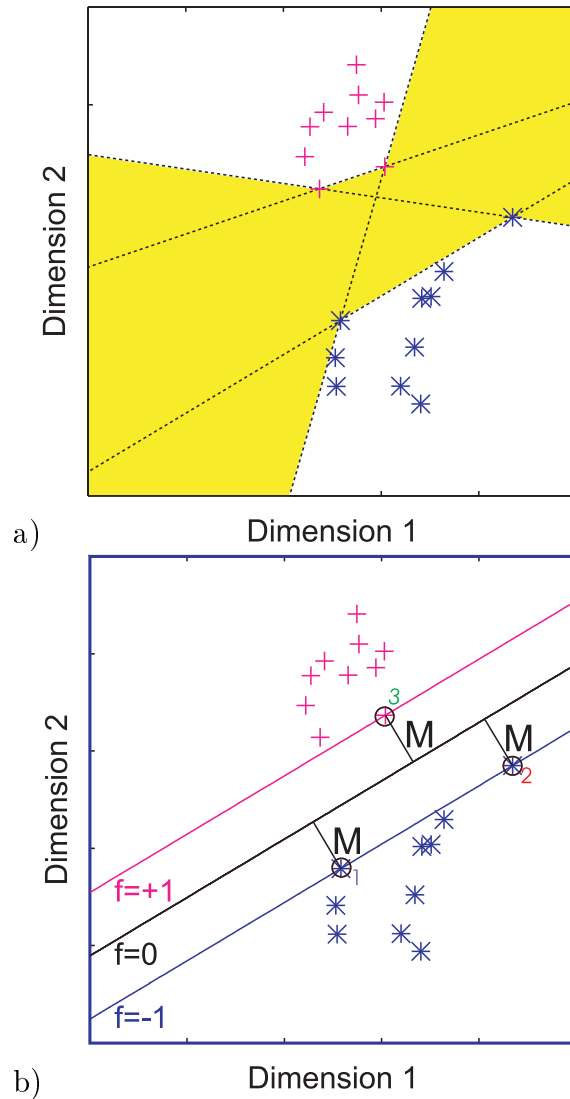 Dimension 2
a)
Dimension 1
Dimension 2
3
M
M
2
M
1
f=+1
f=0
f=-1
b)
Dimension 1